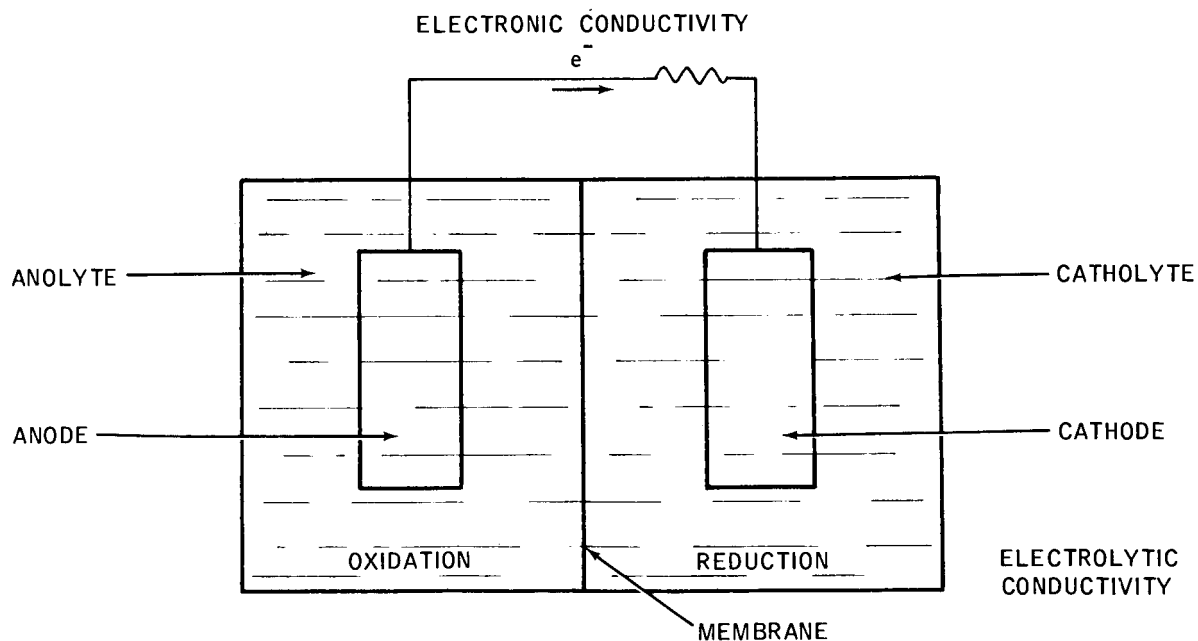 ELECTRONIC CONDUCTIVITY
e⁻
ANOLYTE
CATHOLYTE
ANODE
CATHODE
OXIDATION
REDUCTION
ELECTROLYTIC
CONDUCTIVITY
MEMBRANE